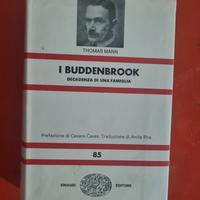 THOMAS MANN
I BUDDENBROOK
DECADENZA DI UNA FAMIGLIA
Prefazione di Cesare Cases. Traduzione di Anita Rho.
85
EINAUDI
EDITORE